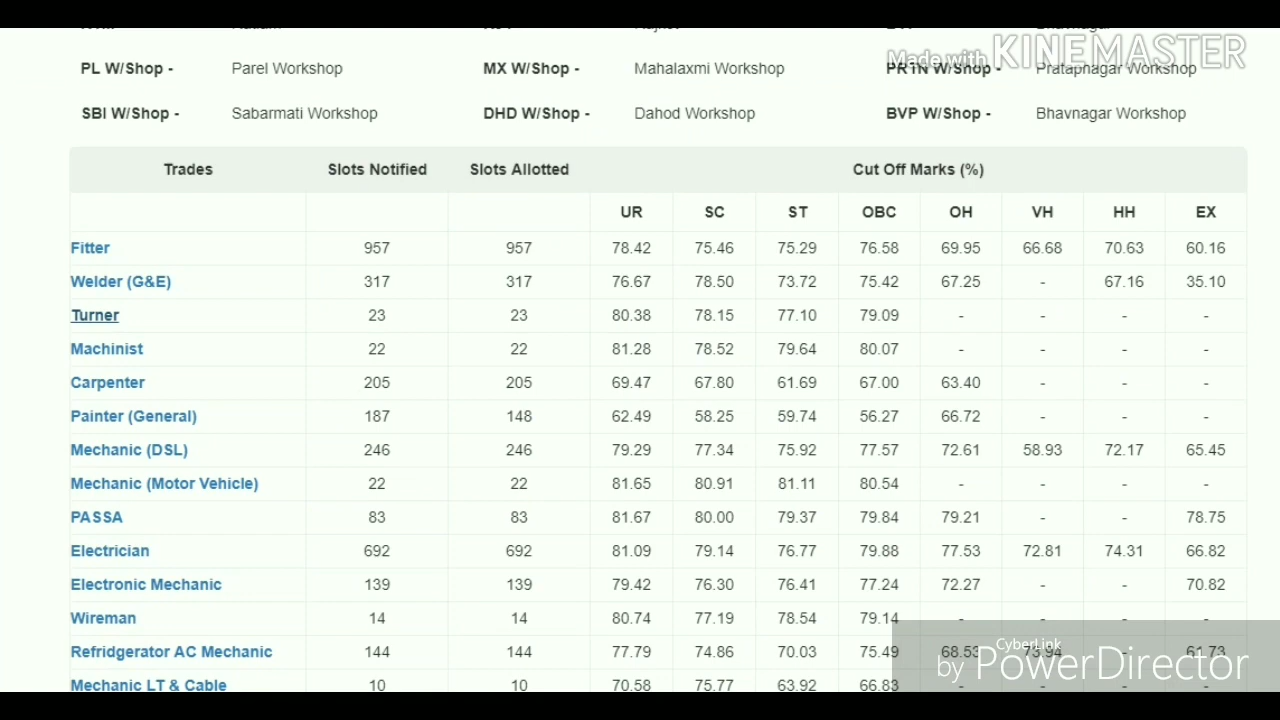 Made with KINEMASTER
PL W/Shop - Parel Workshop MX W/Shop - Mahalaxmi Workshop PRTN W/Shop - Pratapnagar Workshop
SBI W/Shop - Sabarmati Workshop DHD W/Shop - Dahod Workshop BVP W/Shop - Bhavnagar Workshop
Trades Slots Notified Slots Allotted Cut Off Marks (%)
UR SC ST OBC OH VH HH EX
Fitter 957 957 78.42 75.46 75.29 76.58 69.95 66.68 70.63 60.16
Welder (G&E) 317 317 76.67 78.50 73.72 75.42 67.25 - 67.16 35.10
Turner 23 23 80.38 78.15 77.10 79.09 - - - -
Machinist 22 22 81.28 78.52 79.64 80.07 - - - -
Carpenter 205 205 69.47 67.80 61.69 67.00 63.40 - - -
Painter (General) 187 148 62.49 58.25 59.74 56.27 66.72 - - -
Mechanic (DSL) 246 246 79.29 77.34 75.92 77.57 72.61 58.93 72.17 65.45
Mechanic (Motor Vehicle) 22 22 81.65 80.91 81.11 80.54 - - - -
PASSA 83 83 81.67 80.00 79.37 79.84 79.21 - - 78.75
Electrician 692 692 81.09 79.14 76.77 79.88 77.53 72.81 74.31 66.82
Electronic Mechanic 139 139 79.42 76.30 76.41 77.24 72.27 - - 70.82
Wireman 14 14 80.74 77.19 78.54 79.14 - - - -
Refridgerator AC Mechanic 144 144 77.79 74.86 70.03 75.49 68.53 73.94 - 61.73
Mechanic LT & Cable 10 10 70.58 75.77 63.92 66.83 - - - -
CyberLink
by PowerDirector